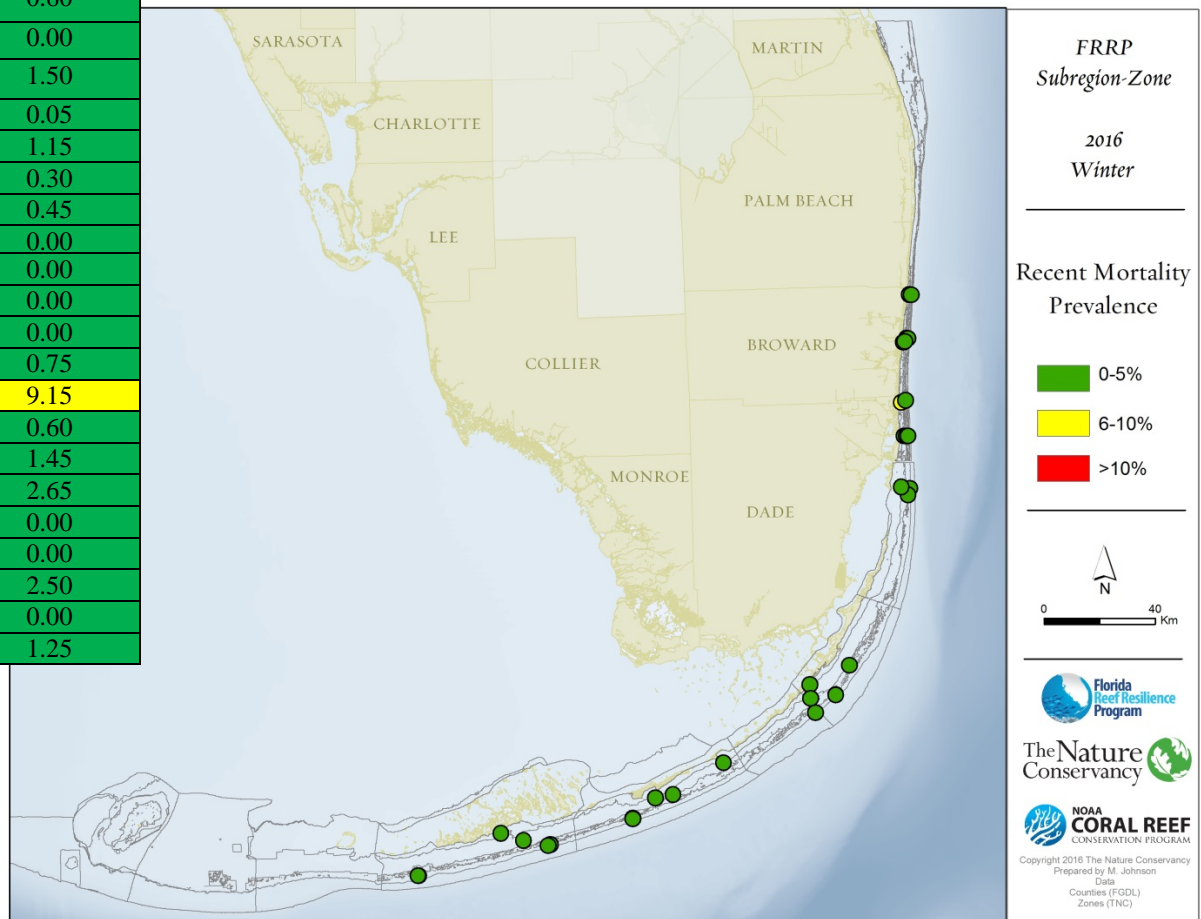 0.60
0.00
1.50
0.05
1.15
0.30
0.45
0.00
0.00
0.00
0.00
0.75
9.15
0.60
1.45
2.65
0.00
0.00
2.50
0.00
1.25
SARASOTA
MARTIN
CHARLOTTE
PALM BEACH
LEE
BROWARD
COLLIER
MONROE
DADE
FRRP
Subregion-Zone
2016
Winter
Recent Mortality
Prevalence
0-5%
6-10%
>10%
N
0 40
Km
Florida
Reef Resilience
Program
The Nature
Conservancy
NOAA
CORAL REEF
CONSERVATION PROGRAM
Copyright 2016 The Nature Conservancy
Prepared by M. Johnson
Data
Counties (FGDL)
Zones (TNC)